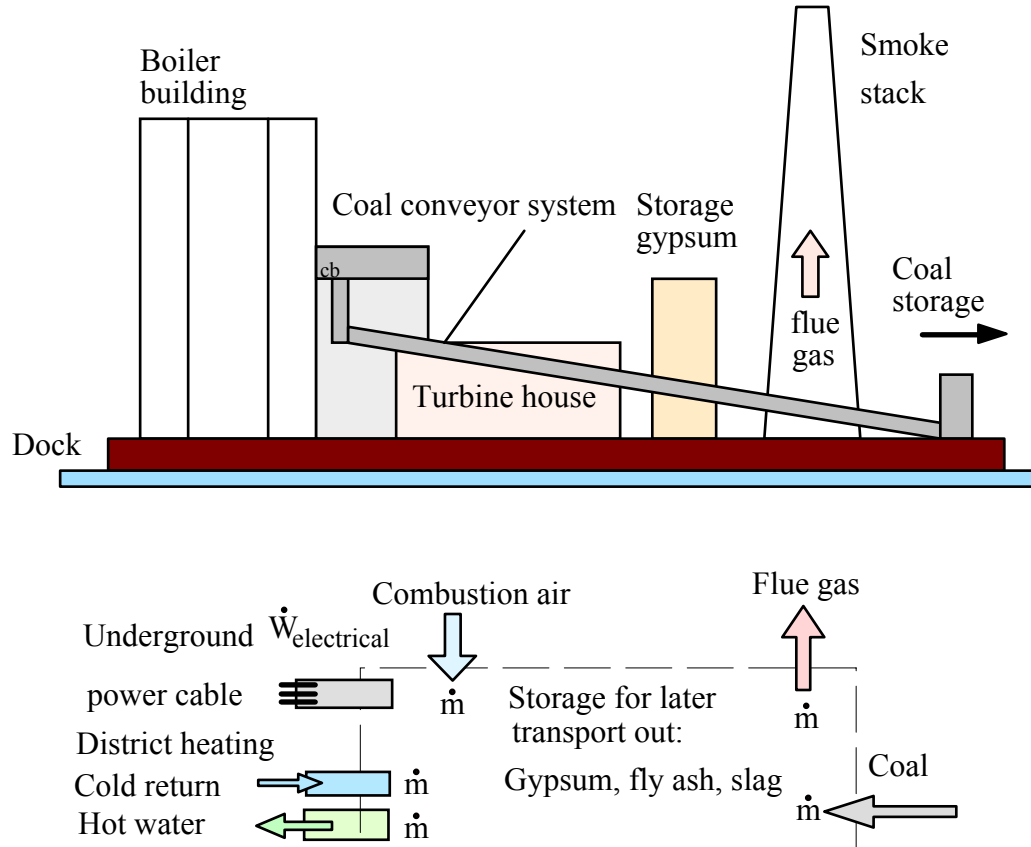 Boiler
building
Smoke
stack
Coal conveyor system
Storage
gypsum
cb
Coal
storage
flue
gas
Turbine house
Dock
Combustion air
Flue gas
Underground
Ẇelectrical
power cable
ṁ
Storage for later
transport out:
ṁ
District heating
Cold return
ṁ
Gypsum, fly ash, slag
Coal
ṁ
Hot water
ṁ